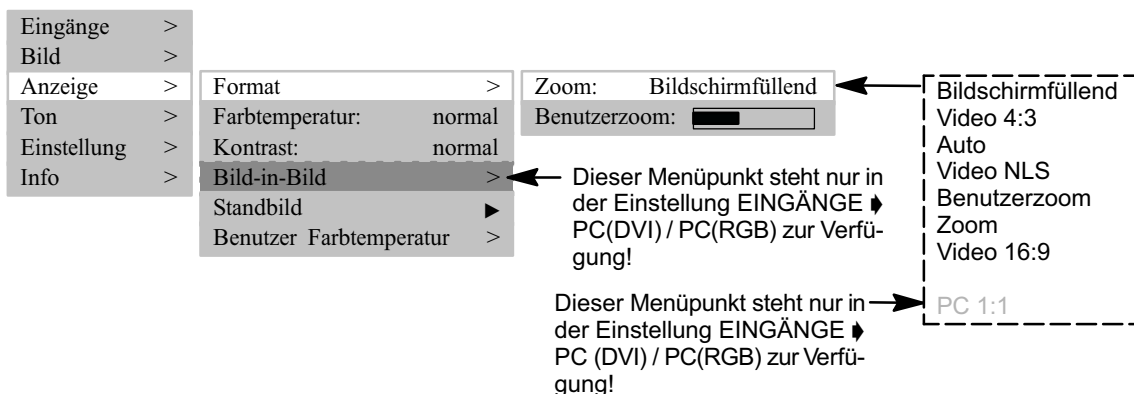 Eingänge >
Bild >
Anzeige >
Ton >
Einstellung >
Info >
Format >
Farbtemperatur: normal
Kontrast: normal
Bild-in-Bild >
Standbild ▶
Benutzer Farbtemperatur >
Zoom: Bildschirmfüllend
Benutzerzoom:
Bildschirmfüllend
Video 4:3
Auto
Video NLS
Benutzerzoom
Zoom
Video 16:9
PC 1:1
Dieser Menüpunkt steht nur in
der Einstellung EINGÄNGE ➧
PC(DVI) / PC(RGB) zur Verfü-
gung!
Dieser Menüpunkt steht nur in
der Einstellung EINGÄNGE ➧
PC (DVI) / PC(RGB) zur Verfü-
gung!